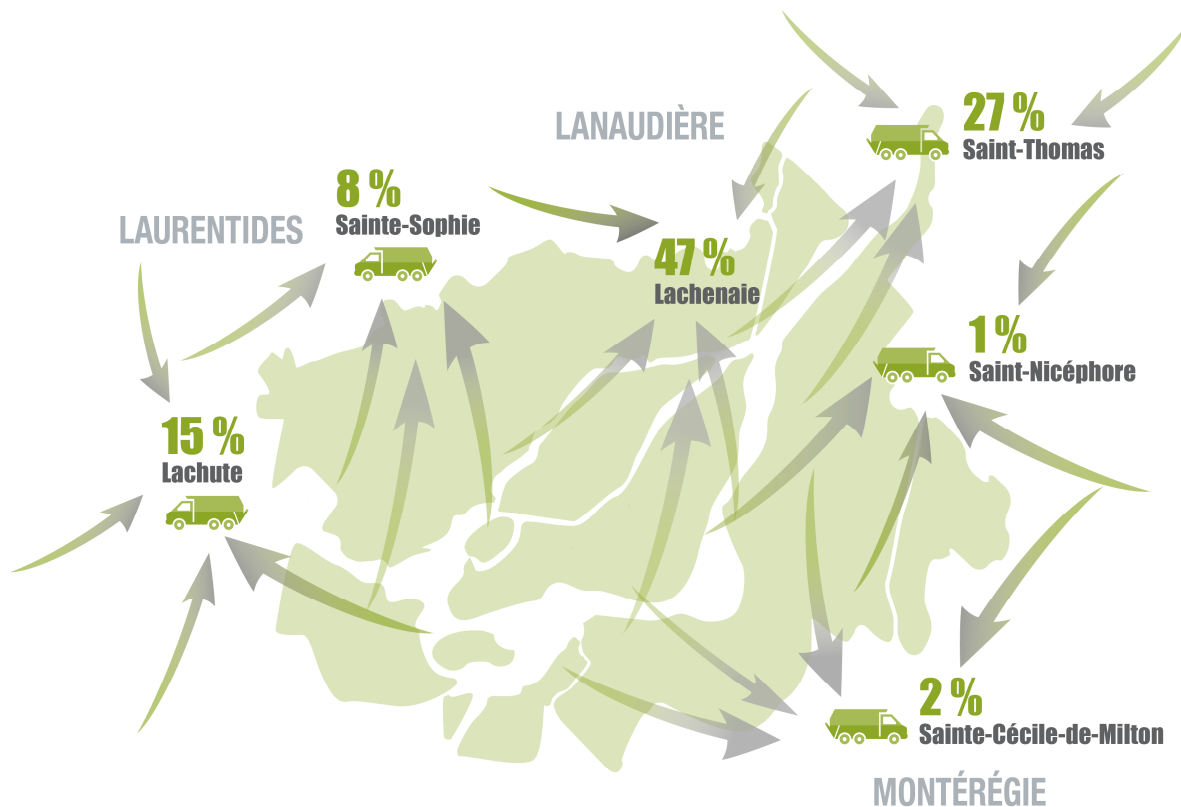 27 %
Saint-Thomas
LANAUDIÈRE
8 %
Sainte-Sophie
LAURENTIDES
47 %
Lachenaie
1 %
Saint-Nicéphore
15 %
Lachute
2 %
Sainte-Cécile-de-Milton
MONTÉRÉGIE